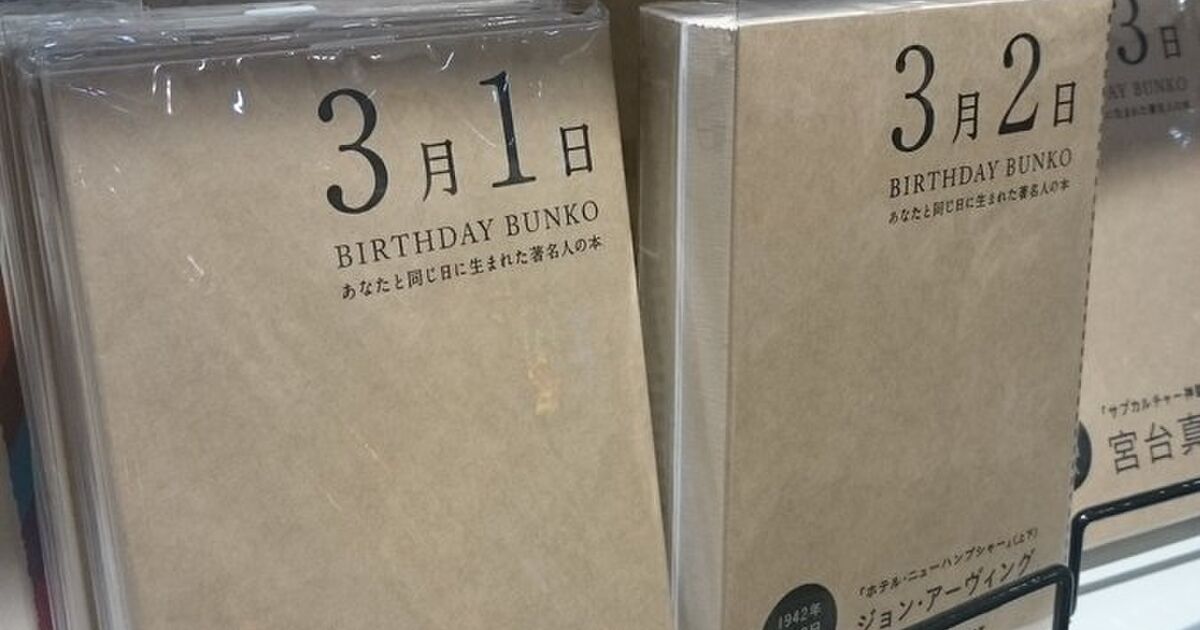 3月1日
BIRTHDAY BUNKO
あなたと同じ日に生まれた著名人の本
3月2日
BIRTHDAY BUNKO
あなたと同じ日に生まれた著名人の本
『ホテル・ニューハンプシャー』(上下)
ジョン・アーヴィング
1942年
3日
AY BUNKO
『サブカルチャー神
宮台真